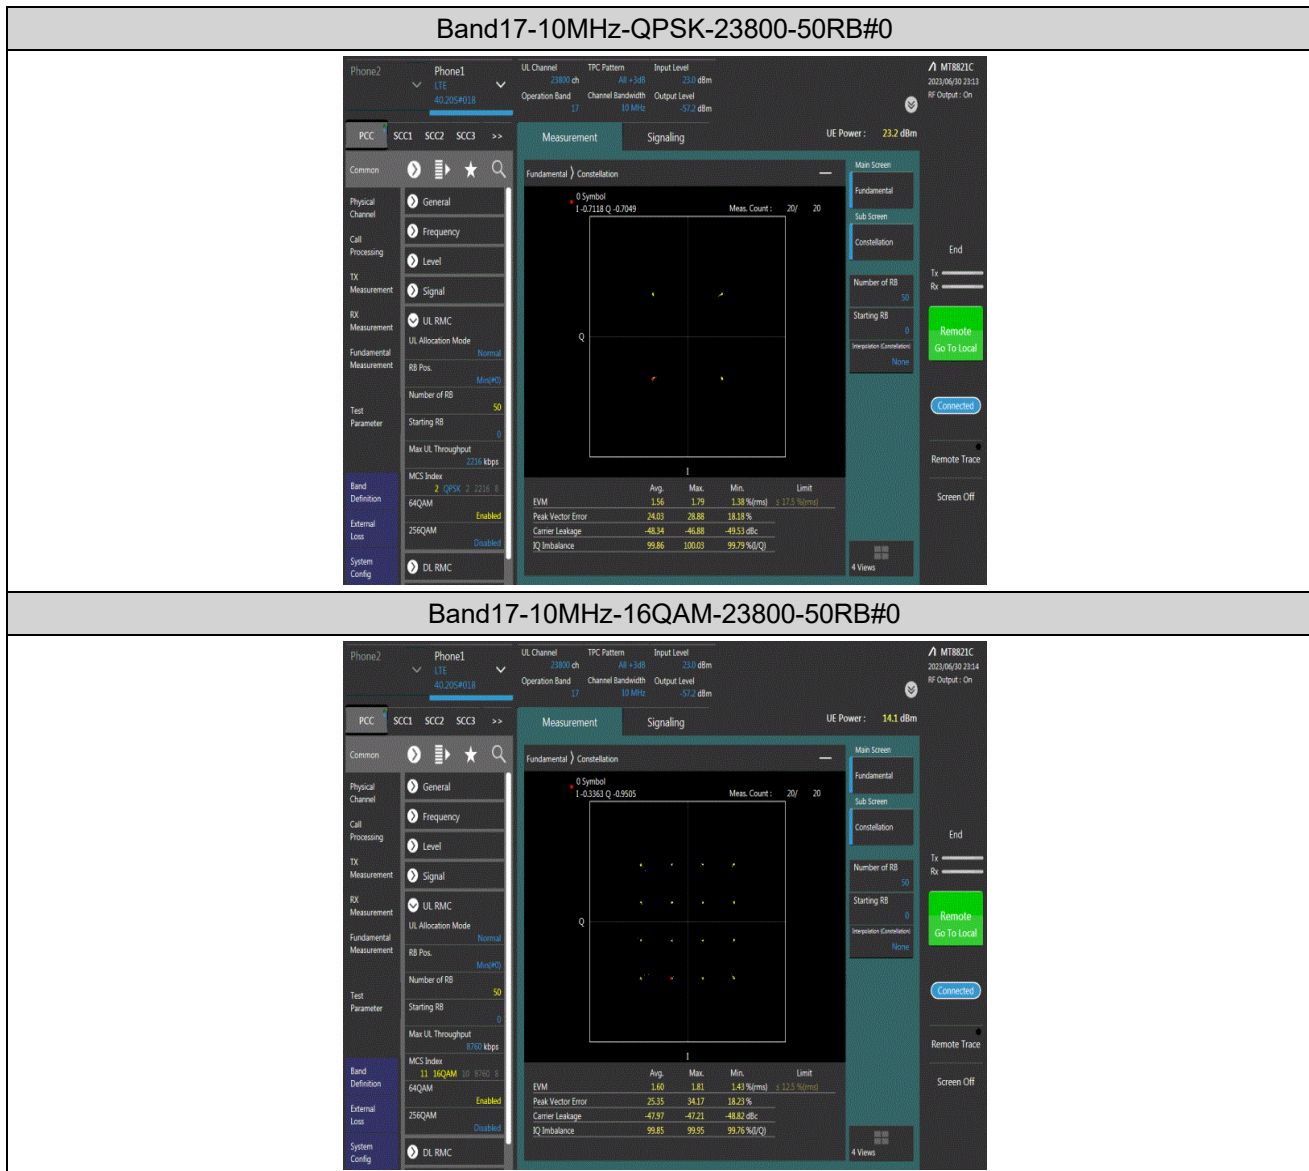 Band17-10MHz-QPSK-23800-50RB#0
Phone2
Phone1
LTE
40.20S#018
UL Channel
23800 ch
TPC Pattern
All +3dB
Input Level
23.0 dBm
Operation Band
17
Channel Bandwidth
10 MHz
Output Level
-57.2 dBm
MT8821C
2023/06/30 23:13
RF Output : On
PCC SCC1 SCC2 SCC3 >>
Measurement
Signaling
UE Power : 23.2 dBm
Common
Physical
Channel
Call
Processing
TX
Measurement
RX
Measurement
Fundamental
Measurement
Test
Parameter
Band
Definition
External
Loss
System
Config
General
Frequency
Level
Signal
UL RMC
UL Allocation Mode
Normal
RB Pos.
Min(#0)
Number of RB
50
Starting RB
0
Max UL Throughput
2216 kbps
MCS Index
2 QPSK 2 2216 8
64QAM
Enabled
256QAM
Disabled
DL RMC
Fundamental Constellation
0 Symbol
I -0.7118 Q -0.7049
Meas. Count : 20/ 20
Q
I
Avg. Max. Min. Limit
EVM 1.56 1.79 1.38 %(rms) ≤ 17.5 %(rms)
Peak Vector Error 24.03 28.88 18.18 %
Carrier Leakage -48.34 -46.88 -49.53 dBc
IQ Imbalance 99.86 100.03 99.79 %(I/Q)
Main Screen
Fundamental
Sub Screen
Constellation
Number of RB
50
Starting RB
0
Interpolation (Constellation)
None
4 Views
End
Tx
Rx
Remote
Go To Local
Connected
Remote Trace
Screen Off
Band17-10MHz-16QAM-23800-50RB#0
Phone2
Phone1
LTE
40.20S#018
UL Channel
23800 ch
TPC Pattern
All +3dB
Input Level
23.0 dBm
Operation Band
17
Channel Bandwidth
10 MHz
Output Level
-57.2 dBm
MT8821C
2023/06/30 23:14
RF Output : On
PCC SCC1 SCC2 SCC3 >>
Measurement
Signaling
UE Power : 14.1 dBm
Common
Physical
Channel
Call
Processing
TX
Measurement
RX
Measurement
Fundamental
Measurement
Test
Parameter
Band
Definition
External
Loss
System
Config
General
Frequency
Level
Signal
UL RMC
UL Allocation Mode
Normal
RB Pos.
Min(#0)
Number of RB
50
Starting RB
0
Max UL Throughput
8760 kbps
MCS Index
11 16QAM 10 8760 8
64QAM
Enabled
256QAM
Disabled
DL RMC
Fundamental Constellation
0 Symbol
I -0.3363 Q -0.9505
Meas. Count : 20/ 20
Q
I
Avg. Max. Min. Limit
EVM 1.60 1.81 1.43 %(rms) ≤ 12.5 %(rms)
Peak Vector Error 25.35 34.17 18.23 %
Carrier Leakage -47.97 -47.21 -48.82 dBc
IQ Imbalance 99.85 99.95 99.76 %(I/Q)
Main Screen
Fundamental
Sub Screen
Constellation
Number of RB
50
Starting RB
0
Interpolation (Constellation)
None
4 Views
End
Tx
Rx
Remote
Go To Local
Connected
Remote Trace
Screen Off